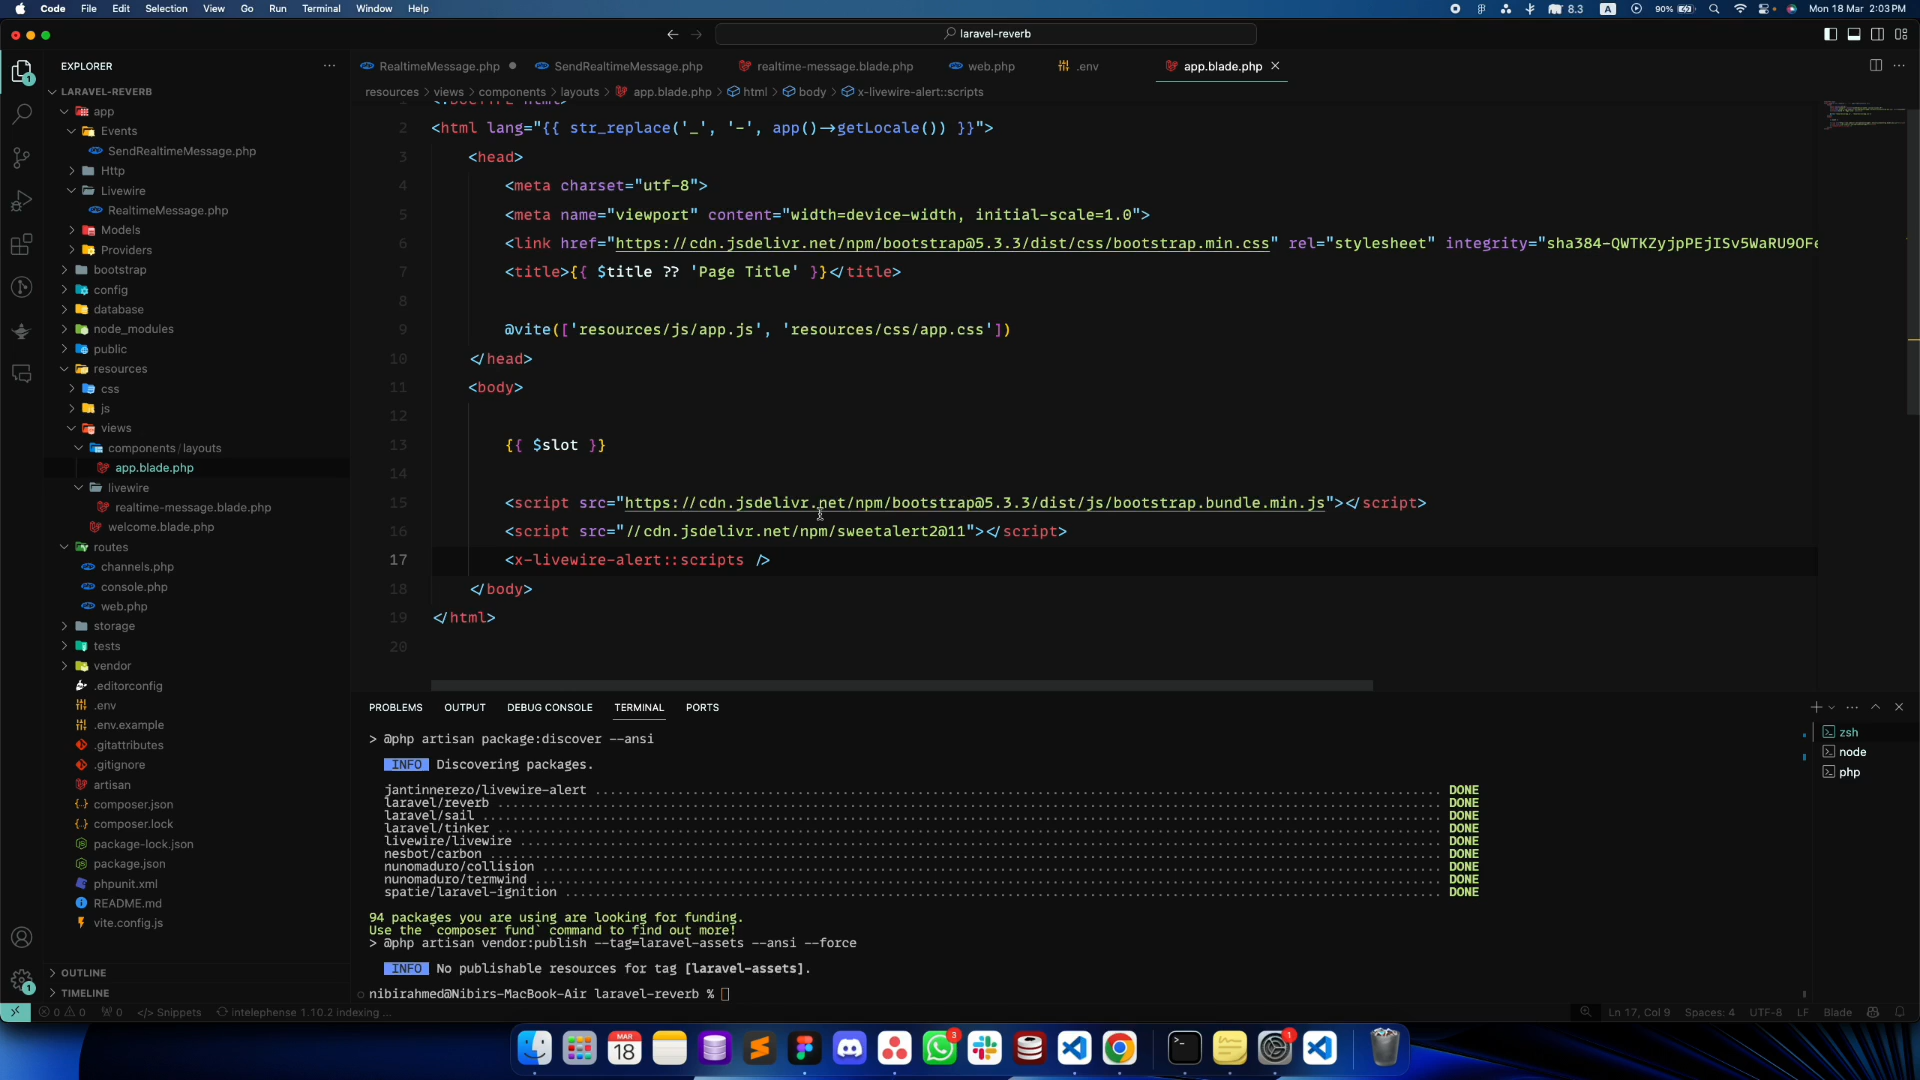 Code File Edit Selection View Go Run Terminal Window Help
8.3 A 90% Mon 18 Mar 2:03 PM
laravel-reverb
EXPLORER
RealtimeMessage.php SendRealtimeMessage.php realtime-message.blade.php web.php .env app.blade.php
resources > views > components > layouts > app.blade.php > html > body > x-livewire-alert::scripts
LARAVEL-REVERB
app
Events
SendRealtimeMessage.php
Http
Livewire
RealtimeMessage.php
Models
Providers
bootstrap
config
database
node_modules
public
resources
css
js
views
components / layouts
app.blade.php
livewire
realtime-message.blade.php
welcome.blade.php
routes
channels.php
console.php
web.php
storage
tests
vendor
.editorconfig
.env
.env.example
.gitattributes
.gitignore
artisan
composer.json
composer.lock
package-lock.json
package.json
phpunit.xml
README.md
vite.config.js
OUTLINE
TIMELINE
2 <html lang="{{ str_replace('_', '-', app()->getLocale()) }}">
3 <head>
4 <meta charset="utf-8">
5 <meta name="viewport" content="width=device-width, initial-scale=1.0">
6 <link href="https://cdn.jsdelivr.net/npm/bootstrap@5.3.3/dist/css/bootstrap.min.css" rel="stylesheet" integrity="sha384-QWTKZyjpPEjISv5WaRU9OFe
7 <title>{{ $title ?? 'Page Title' }}</title>
8
9 @vite(['resources/js/app.js', 'resources/css/app.css'])
10 </head>
11 <body>
12
13 {{ $slot }}
14
15 <script src="https://cdn.jsdelivr.net/npm/bootstrap@5.3.3/dist/js/bootstrap.bundle.min.js"></script>
16 <script src="//cdn.jsdelivr.net/npm/sweetalert2@11"></script>
17 <x-livewire-alert::scripts />
18 </body>
19 </html>
20
PROBLEMS OUTPUT DEBUG CONSOLE TERMINAL PORTS
> @php artisan package:discover --ansi
INFO Discovering packages.
jantinnerezo/livewire-alert DONE
laravel/reverb DONE
laravel/sail DONE
laravel/tinker DONE
livewire/livewire DONE
nesbot/carbon DONE
nunomaduro/collision DONE
nunomaduro/termwind DONE
spatie/laravel-ignition DONE
94 packages you are using are looking for funding.
Use the `composer fund` command to find out more!
> @php artisan vendor:publish --tag=laravel-assets --ansi --force
INFO No publishable resources for tag [laravel-assets].
nibirahmed@Nibirs-MacBook-Air laravel-reverb %
zsh
node
php
0 0 0 </> Snippets intelephense 1.10.2 indexing ... Ln 17, Col 9 Spaces: 4 UTF-8 LF Blade
MAR
18
3
1